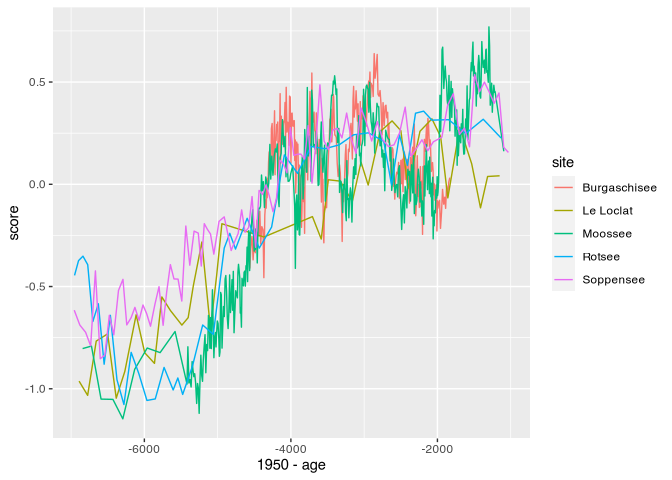 0.5
0.0
-0.5
-1.0
score
-6000
-4000
-2000
1950 - age
site
Burgaschisee
Le Loclat
Moossee
Rotsee
Soppensee